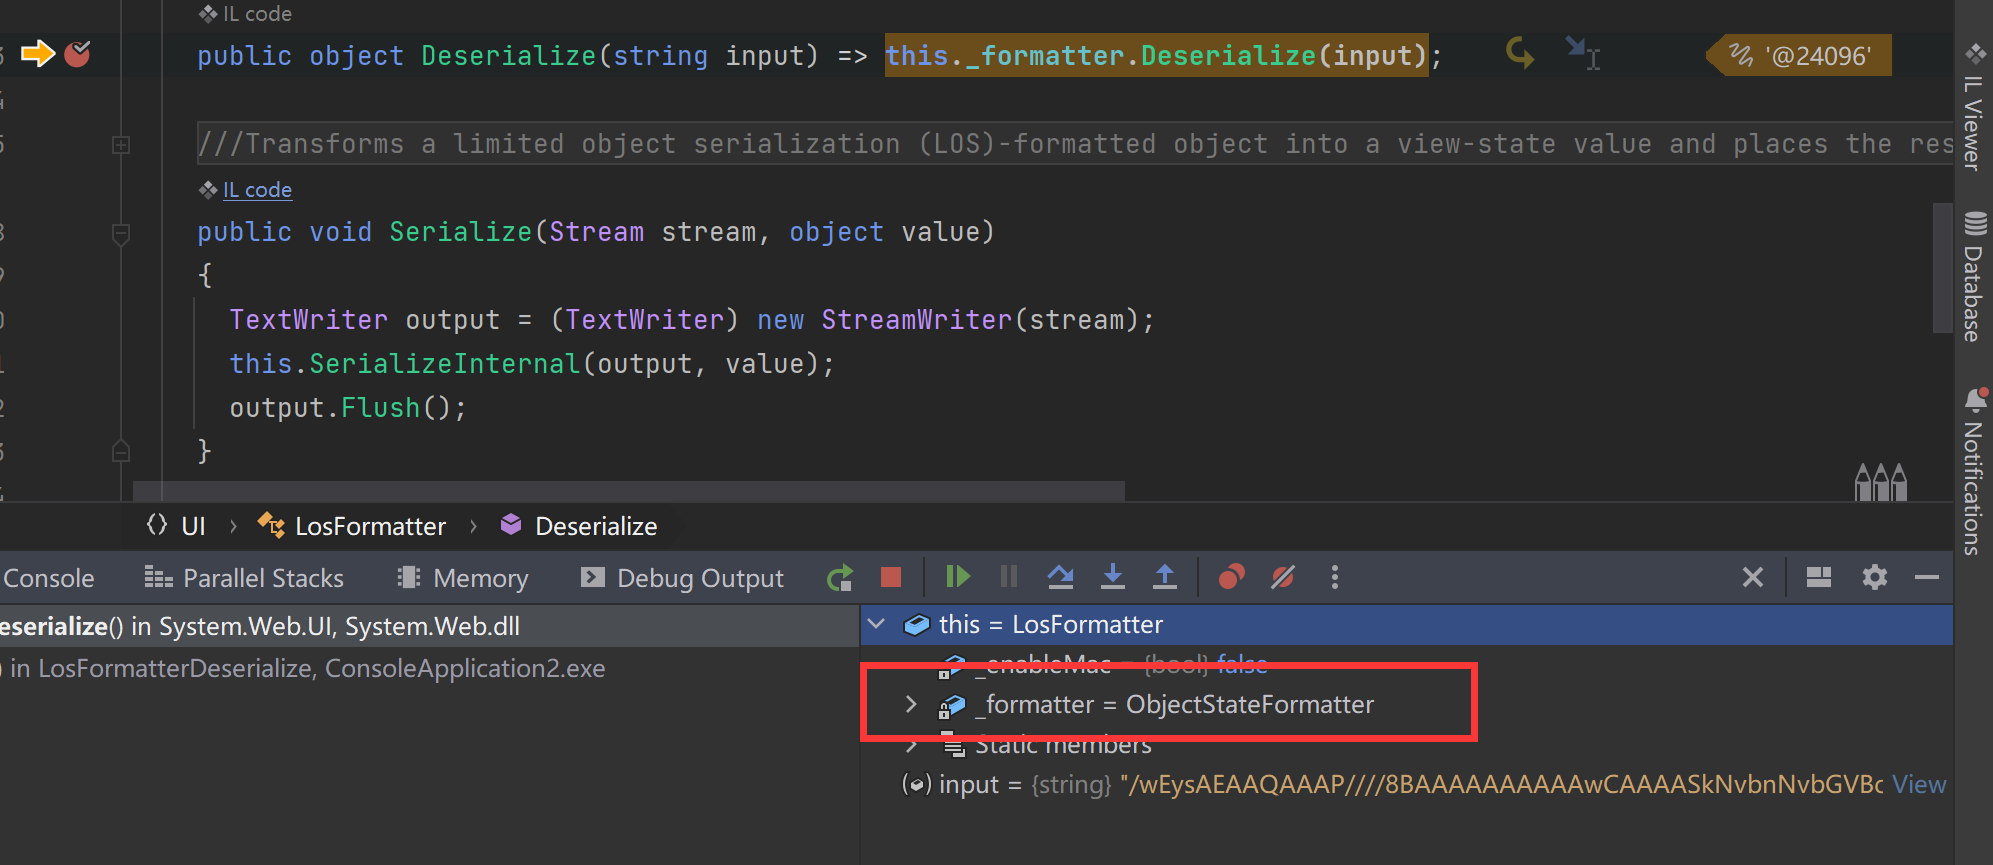 IL code
public object Deserialize(string input) => this._formatter.Deserialize(input);
'@24096'
///Transforms a limited object serialization (LOS)-formatted object into a view-state value and places the res
IL code
public void Serialize(Stream stream, object value)
{
TextWriter output = (TextWriter) new StreamWriter(stream);
this.SerializeInternal(output, value);
output.Flush();
}
IL Viewer
Database
Notifications
UI › LosFormatter › Deserialize
Console
Parallel Stacks
Memory
Debug Output
eserialize() in System.Web.UI, System.Web.dll
) in LosFormatterDeserialize, ConsoleApplication2.exe
this = LosFormatter
_enableMac = {bool} false
_formatter = ObjectStateFormatter
Static members
input = {string} "/wEysAEAAQAAAP////8BAAAAAAAAAAwCAAAASkNvbnNvbGVBc View